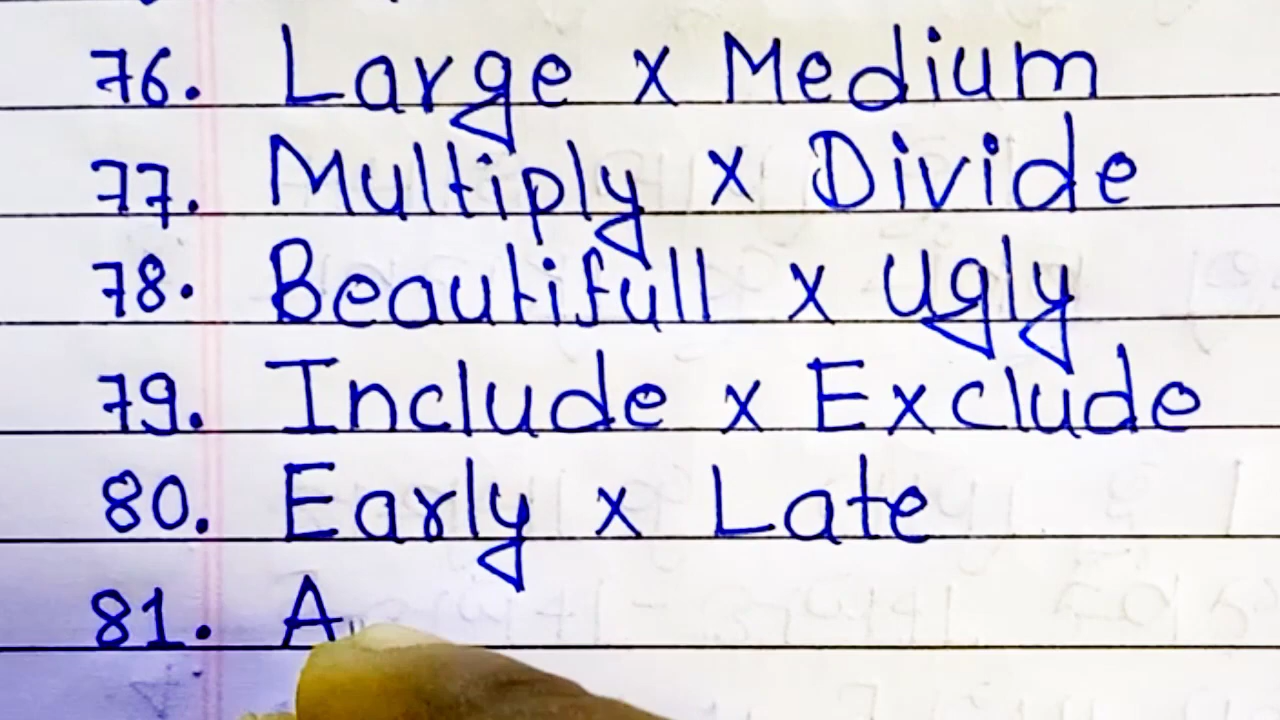 76. Large x Medium
77. Multiply x Divide
78. Beautifull x Ugly
79. Include x Exclude
80. Early x Late
81. A